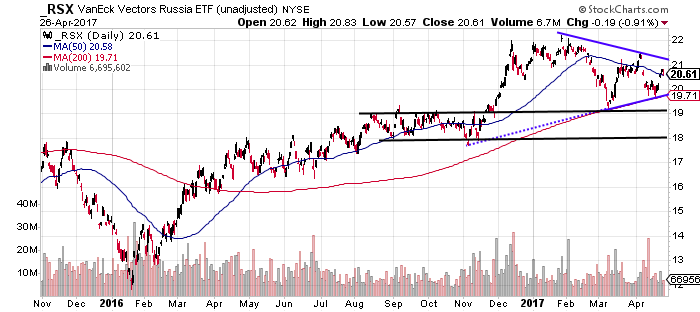 _RSX VanEck Vectors Russia ETF (unadjusted) NYSE © StockCharts.com
26-Apr-2017 Open 20.62 High 20.83 Low 20.57 Close 20.61 Volume 6.7M Chg -0.19 (-0.91%)
_RSX (Daily) 20.61
MA(50) 20.58
MA(200) 19.71
Volume 6,695,602
22
21
20.61
20
19.71
19
18
17
16
15
14
13
12
40M
30M
20M
10M
66956
Nov Dec 2016 Feb Mar Apr May Jun Jul Aug Sep Oct Nov Dec 2017 Feb Mar Apr